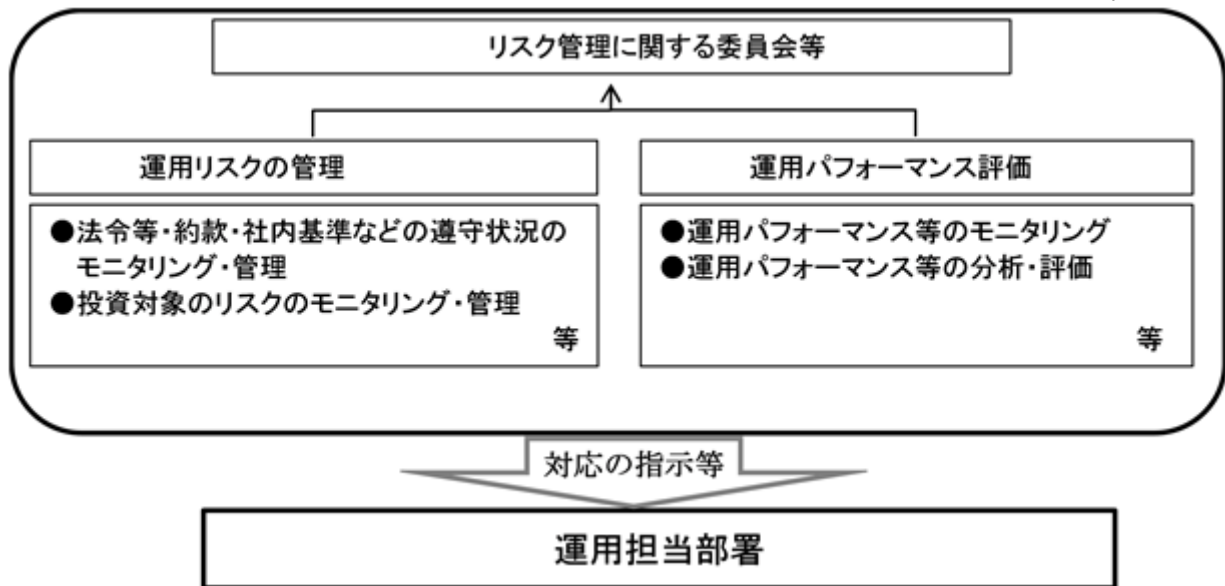 リスク管理に関する委員会等
運用リスクの管理
運用パフォーマンス評価
●法令等・約款・社内基準などの遵守状況の
モニタリング・管理
●投資対象のリスクのモニタリング・管理
等
●運用パフォーマンス等のモニタリング
●運用パフォーマンス等の分析・評価
等
対応の指示等
運用担当部署